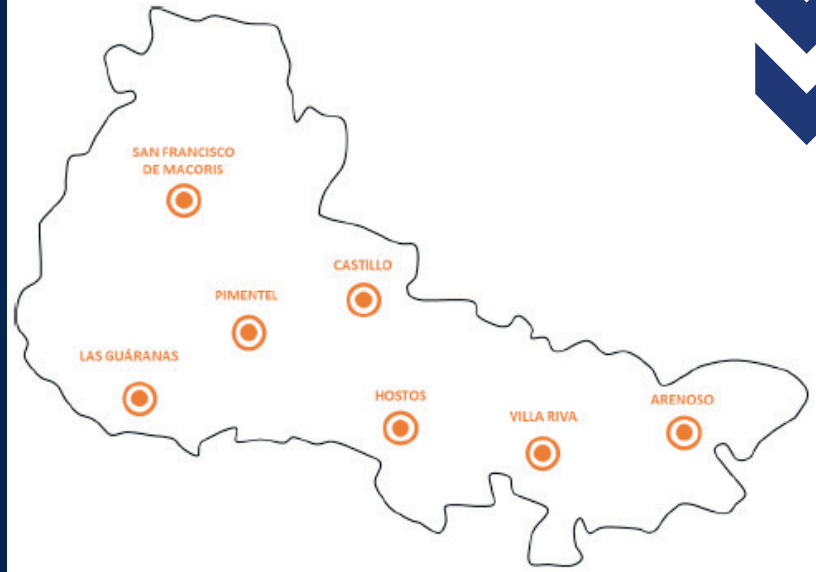 SAN FRANCISCO
DE MACORIS
CASTILLO
PIMENTEL
LAS GUÁRANAS
HOSTOS
VILLA RIVA
ARENOSO